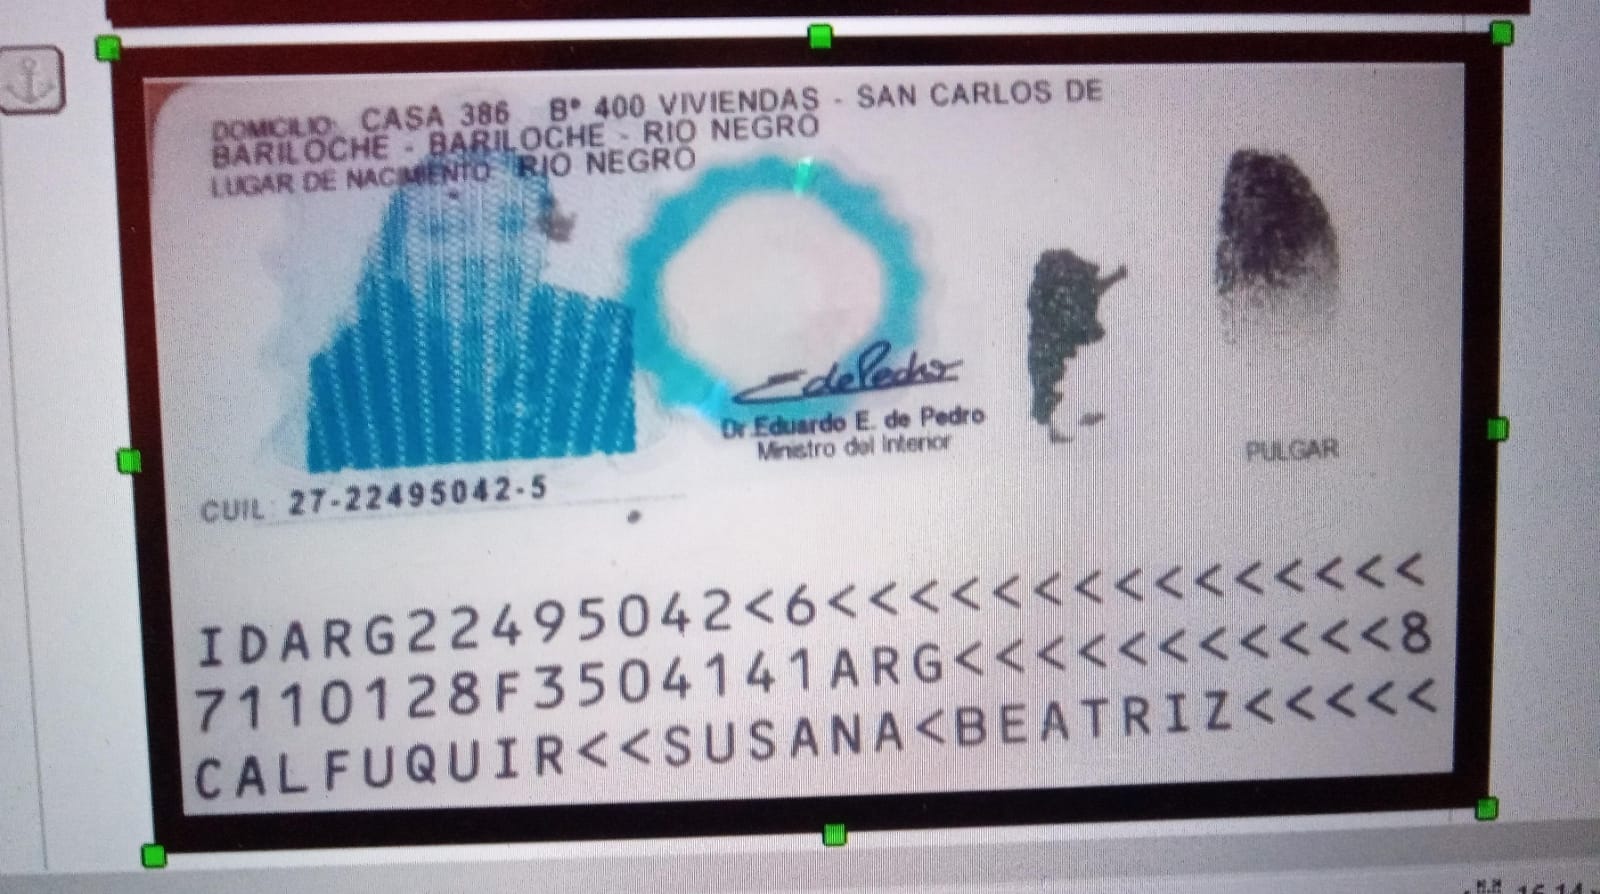 DOMICILIO: CASA 386 Bº 400 VIVIENDAS - SAN CARLOS DE
BARILOCHE - BARILOCHE - RIO NEGRO
LUGAR DE NACIMIENTO: RIO NEGRO
EdePedro
Dr. Eduardo E. de Pedro
Ministro del Interior
PULGAR
CUIL: 27-22495042-5
IDARG22495042<6<<<<<<<<<<<<<<<
7110128F3504141ARG<<<<<<<<<<<8
CALFUQUIR<<SUSANA<BEATRIZ<<<<<